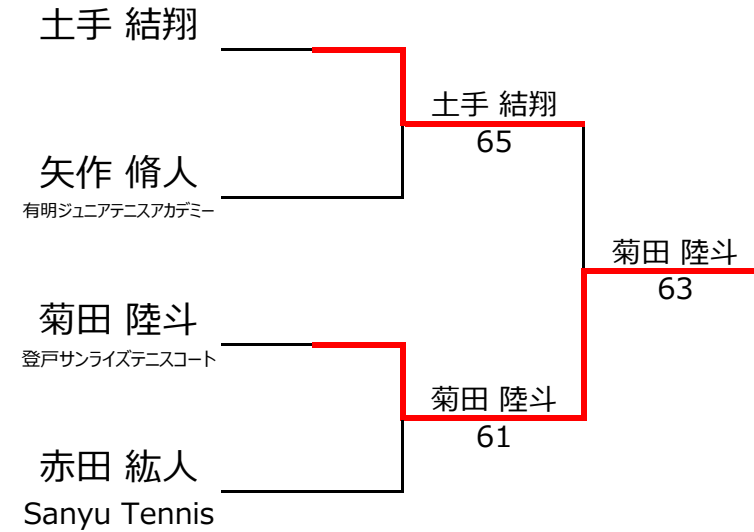 土手 結翔
土手 結翔
65
矢作 脩人
有明ジュニアテニスアカデミー
菊田 陸斗
63
菊田 陸斗
登戸サンライズテニスコート
菊田 陸斗
61
赤田 紘人
Sanyu Tennis